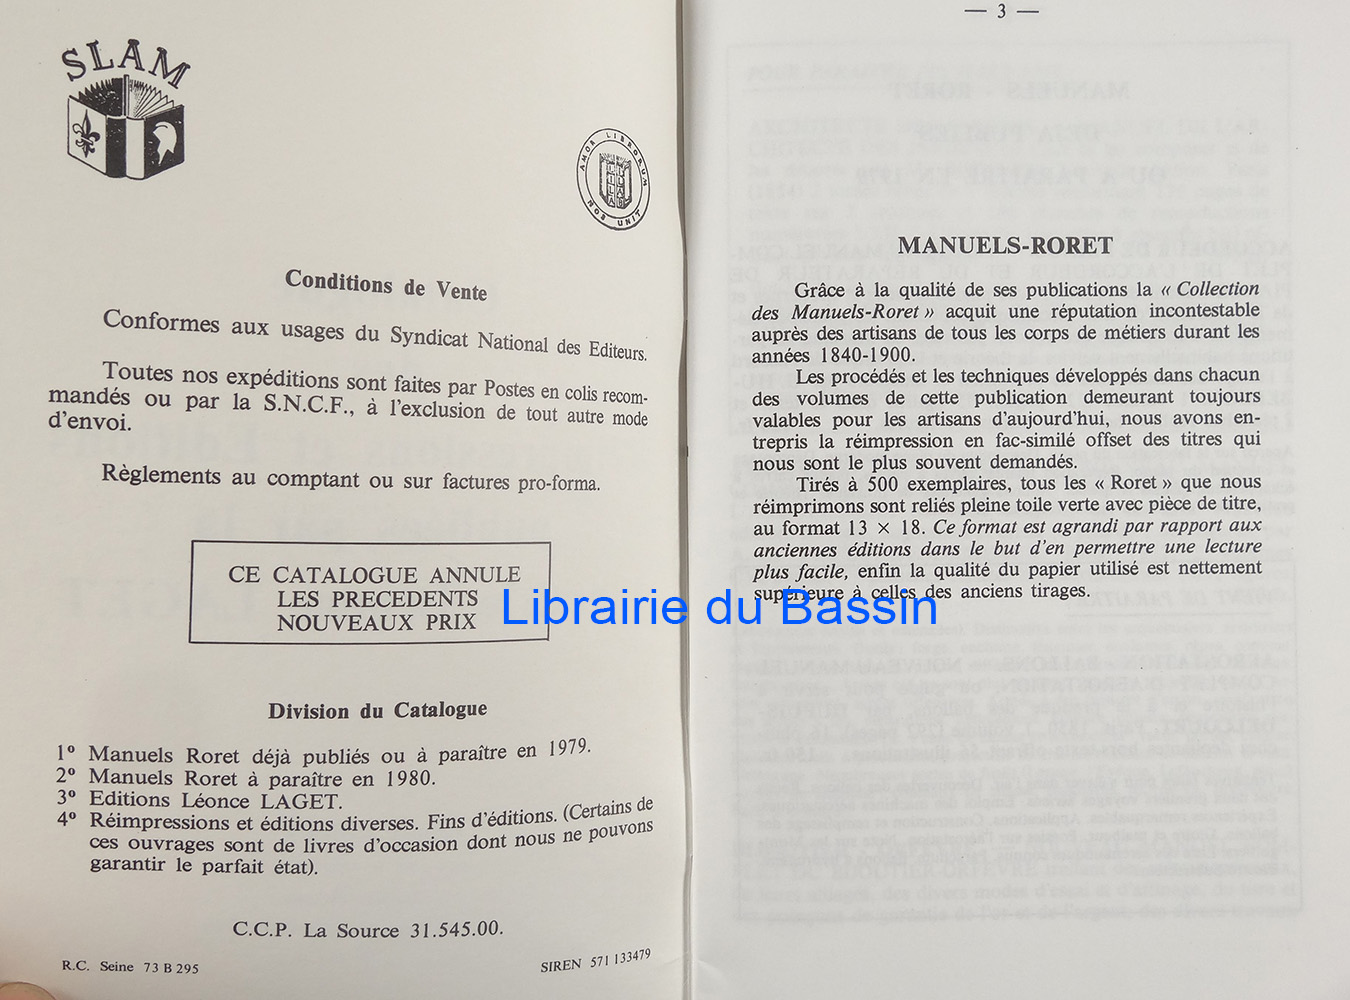 SLAM
AMOR LIBRORUM
NOS UNIT
Conditions de Vente
Conformes aux usages du Syndicat National des Editeurs.
Toutes nos expéditions sont faites par Postes en colis recom-
mandés ou par la S.N.C.F., à l'exclusion de tout autre mode
d'envoi.
Règlements au comptant ou sur factures pro-forma.
CE CATALOGUE ANNULE
LES PRECEDENTS
NOUVEAUX PRIX
Division du Catalogue
1º Manuels Roret déjà publiés ou à paraître en 1979.
2º Manuels Roret à paraître en 1980.
3º Editions Léonce LAGET.
4º Réimpressions et éditions diverses. Fins d'éditions. (Certains de
ces ouvrages sont de livres d'occasion dont nous ne pouvons
garantir le parfait état).
C.C.P. La Source 31.545.00.
R.C. Seine 73 B 295
SIREN 571 133479
— 3 —
MANUELS-RORET
Grâce à la qualité de ses publications la « Collection
des Manuels-Roret » acquit une réputation incontestable
auprès des artisans de tous les corps de métiers durant les
années 1840-1900.
Les procédés et les techniques développés dans chacun
des volumes de cette publication demeurant toujours
valables pour les artisans d'aujourd'hui, nous avons en-
trepris la réimpression en fac-similé offset des titres qui
nous sont le plus souvent demandés.
Tirés à 500 exemplaires, tous les « Roret » que nous
réimprimons sont reliés pleine toile verte avec pièce de titre,
au format 13 × 18. Ce format est agrandi par rapport aux
anciennes éditions dans le but d'en permettre une lecture
plus facile, enfin la qualité du papier utilisé est nettement
supérieure à celles des anciens tirages.
Librairie du Bassin